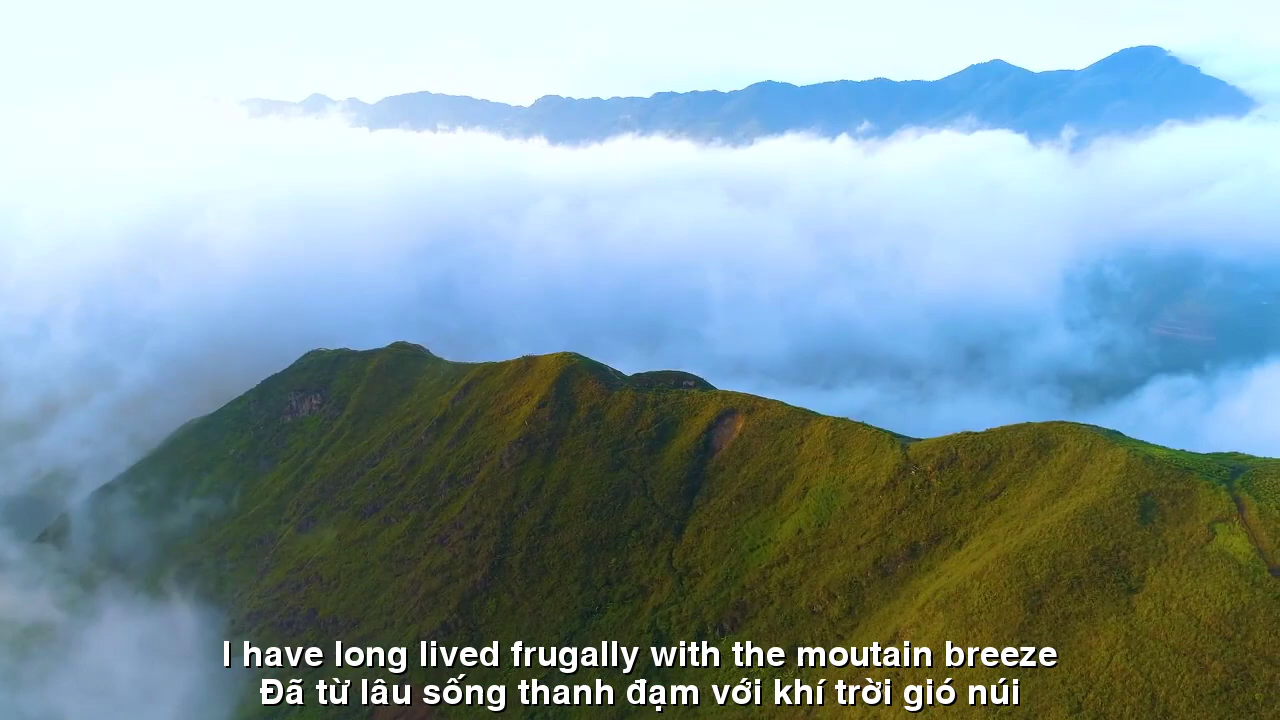 I have long lived frugally with the moutain breeze
Đã từ lâu sống thanh đạm với khí trời gió núi